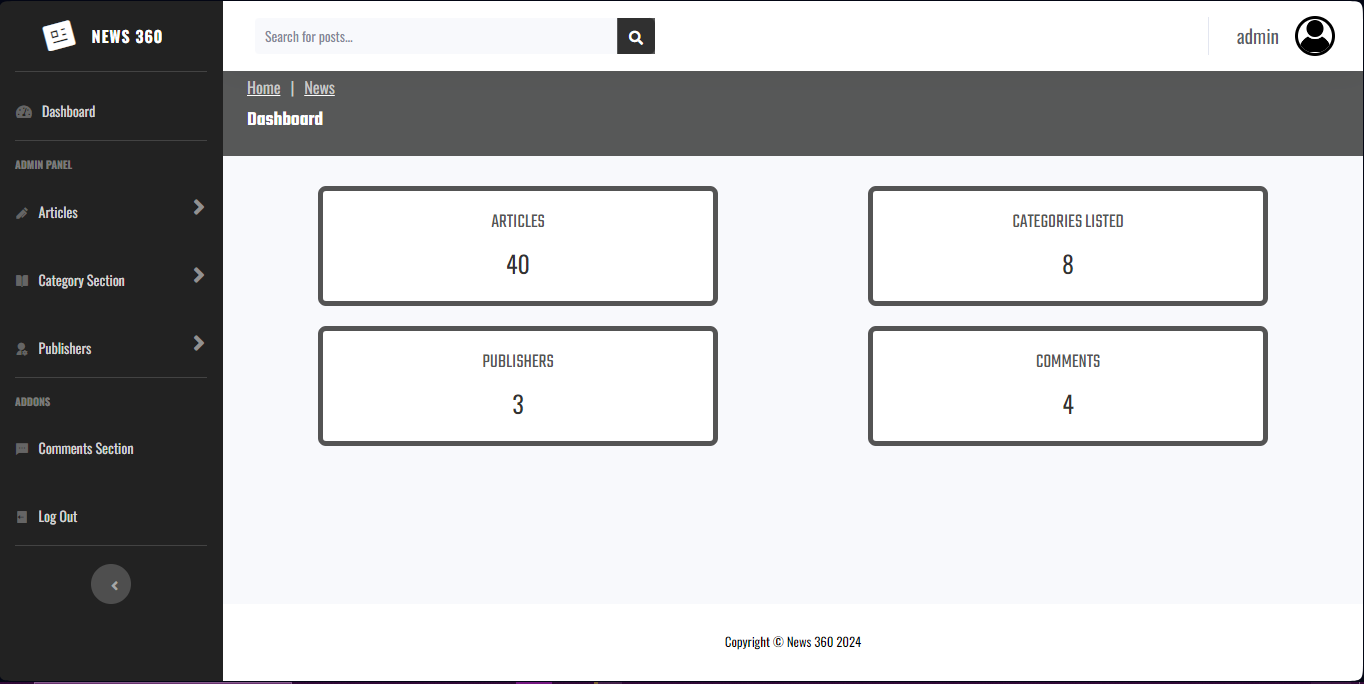 NEWS 360
Dashboard
ADMIN PANEL
Articles
Category Section
Publishers
ADDONS
Comments Section
Log Out
Search for posts...
admin
Home | News
Dashboard
ARTICLES
40
CATEGORIES LISTED
8
PUBLISHERS
3
COMMENTS
4
Copyright © News 360 2024